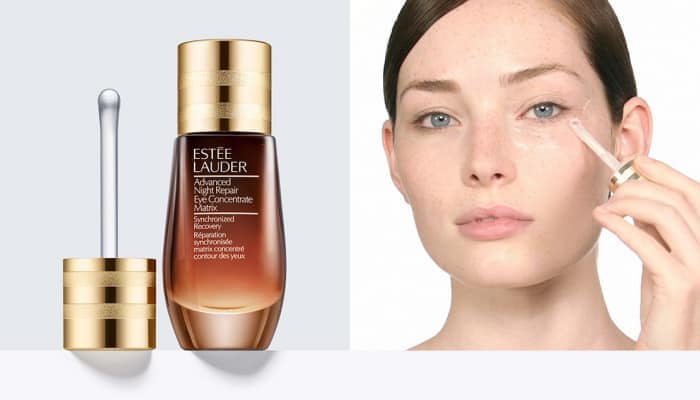 ESTĒE
LAUDER
Advanced
Night Repair
Eye Concentrate
Matrix
Synchronized
Recovery
Réparation
synchronisée
matrix concentré
contour des yeux